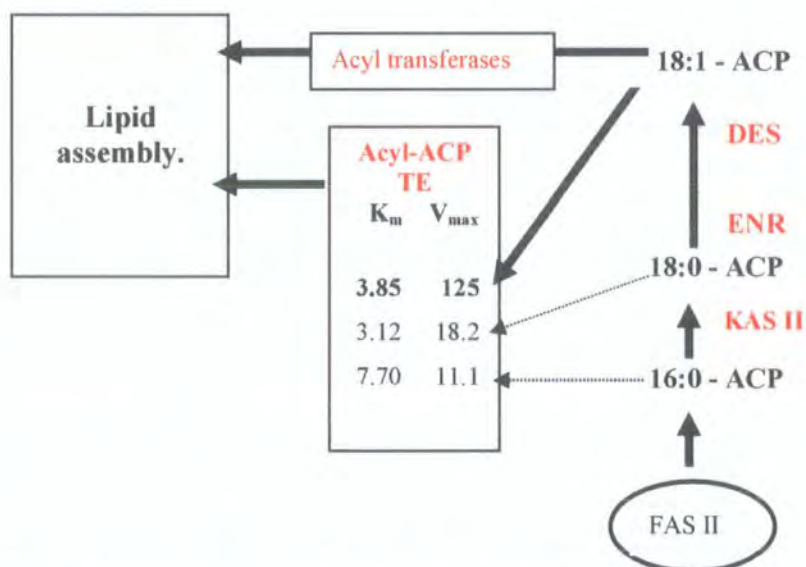 Acyl transferases
18:1 - ACP
Lipid
assembly.
Acyl-ACP
TE
Km Vmax
3.85 125
3.12 18.2
7.70 11.1
DES
ENR
18:0 - ACP
KAS II
16:0 - ACP
FAS II